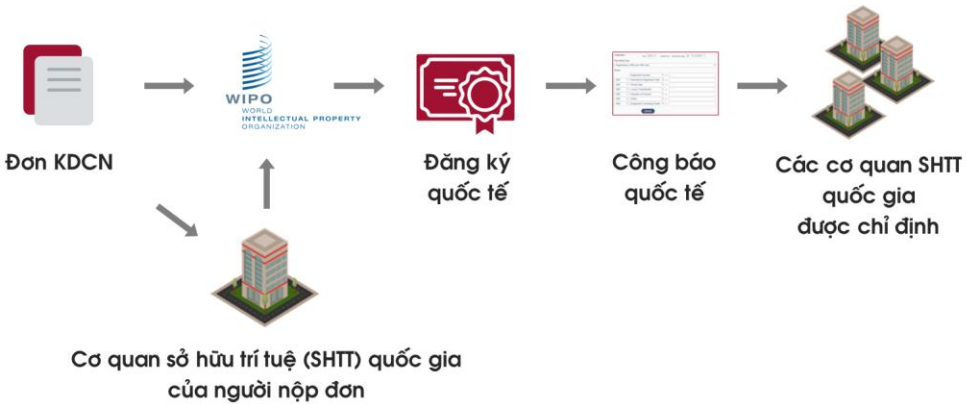 WIPO
WORLD
INTELLECTUAL PROPERTY
ORGANIZATION
Đơn KDCN
Đăng ký
quốc tế
Công báo
quốc tế
Các cơ quan SHTT
quốc gia
được chỉ định
Cơ quan sở hữu trí tuệ (SHTT) quốc gia
của người nộp đơn